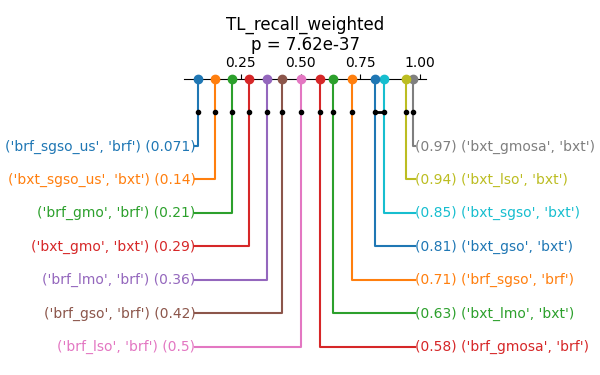 TL_recall_weighted
p = 7.62e-37
0.25 0.50 0.75 1.00
('brf_sgso_us', 'brf') (0.071) (0.97) ('bxt_gmosa', 'bxt')
('bxt_sgso_us', 'bxt') (0.14) (0.94) ('bxt_lso', 'bxt')
('brf_gmo', 'brf') (0.21) (0.85) ('bxt_sgso', 'bxt')
('bxt_gmo', 'bxt') (0.29) (0.81) ('bxt_gso', 'bxt')
('brf_lmo', 'brf') (0.36) (0.71) ('brf_sgso', 'brf')
('brf_gso', 'brf') (0.42) (0.63) ('bxt_lmo', 'bxt')
('brf_lso', 'brf') (0.5) (0.58) ('brf_gmosa', 'brf')